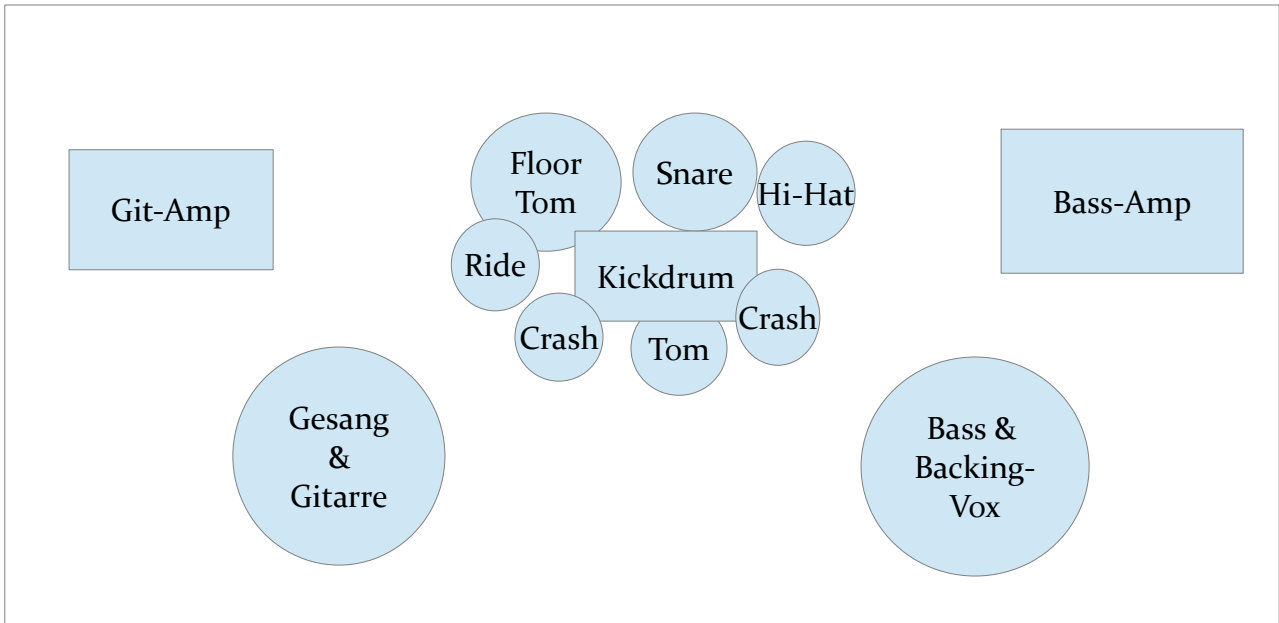 Git-Amp
Floor
Tom
Snare
Hi-Hat
Bass-Amp
Ride
Kickdrum
Crash
Tom
Crash
Gesang
&
Gitarre
Bass &
Backing-
Vox